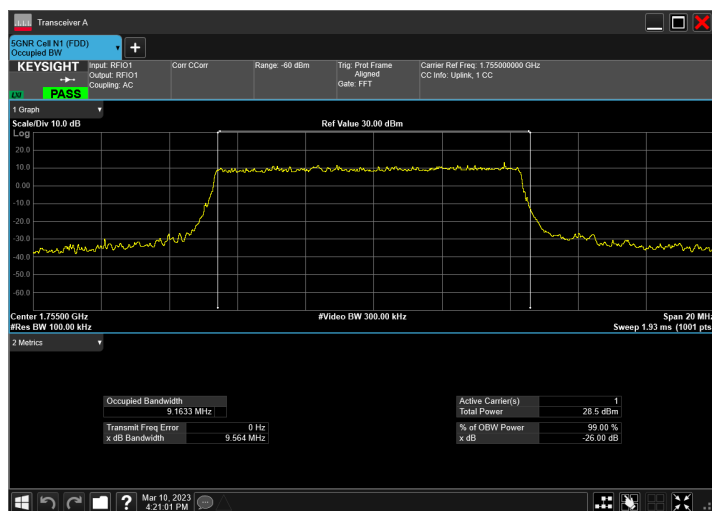 Transceiver A
5GNR Cell N1 (FDD)
Occupied BW
KEYSIGHT
PASS
Input: RFIO1
Output: RFIO1
Coupling: AC
Corr CCorr
Range: -60 dBm
Trig: Prot Frame
Aligned
Gate: FFT
Carrier Ref Freq: 1.755000000 GHz
CC Info: Uplink, 1 CC
1 Graph
Scale/Div 10.0 dB
Ref Value 30.00 dBm
Log
20.0
10.0
0.00
-10.0
-20.0
-30.0
-40.0
-50.0
-60.0
Center 1.75500 GHz
#Video BW 300.00 kHz
Span 20 MHz
#Res BW 100.00 kHz
Sweep 1.93 ms (1001 pts
2 Metrics
Occupied Bandwidth
9.1633 MHz
Transmit Freq Error 0 Hz
x dB Bandwidth 9.564 MHz
Active Carrier(s) 1
Total Power 28.5 dBm
% of OBW Power 99.00 %
x dB -26.00 dB
Mar 10, 2023
4:21:01 PM